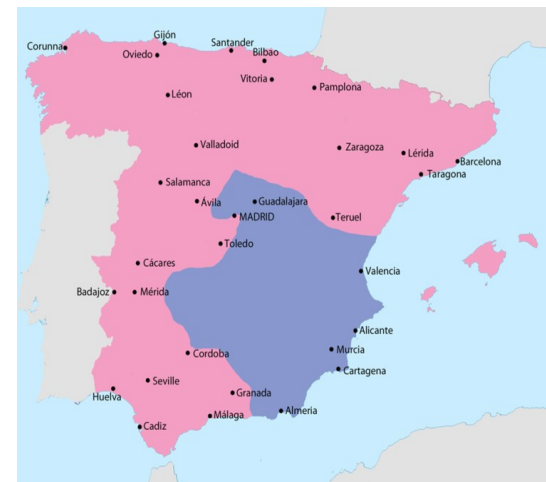 Gijón
Corunna
Santander
Oviedo
Bilbao
Vitoria
Pamplona
Léon
Valladoid
Zaragoza
Lérida
Barcelona
Taragona
Salamanca
Ávila
Guadalajara
MADRID
Teruel
Toledo
Cácares
Valencia
Badajoz
Mérida
Alicante
Murcia
Cordoba
Cartagena
Seville
Huelva
Granada
Málaga
Almeria
Cadiz